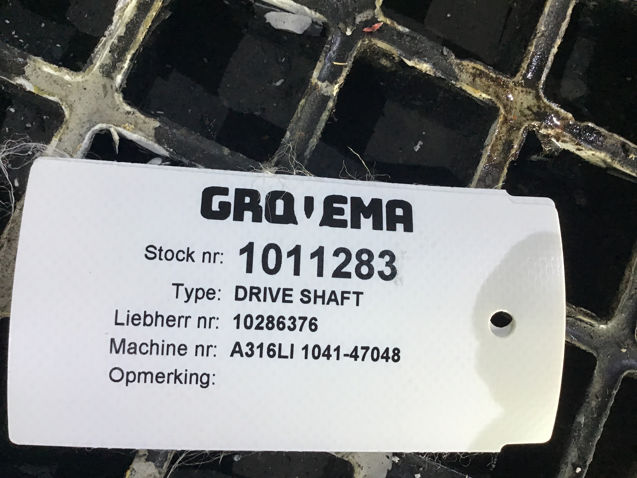 GROVEMA
Stock nr: 1011283
Type: DRIVE SHAFT
Liebherr nr: 10286376
Machine nr: A316LI 1041-47048
Opmerking: